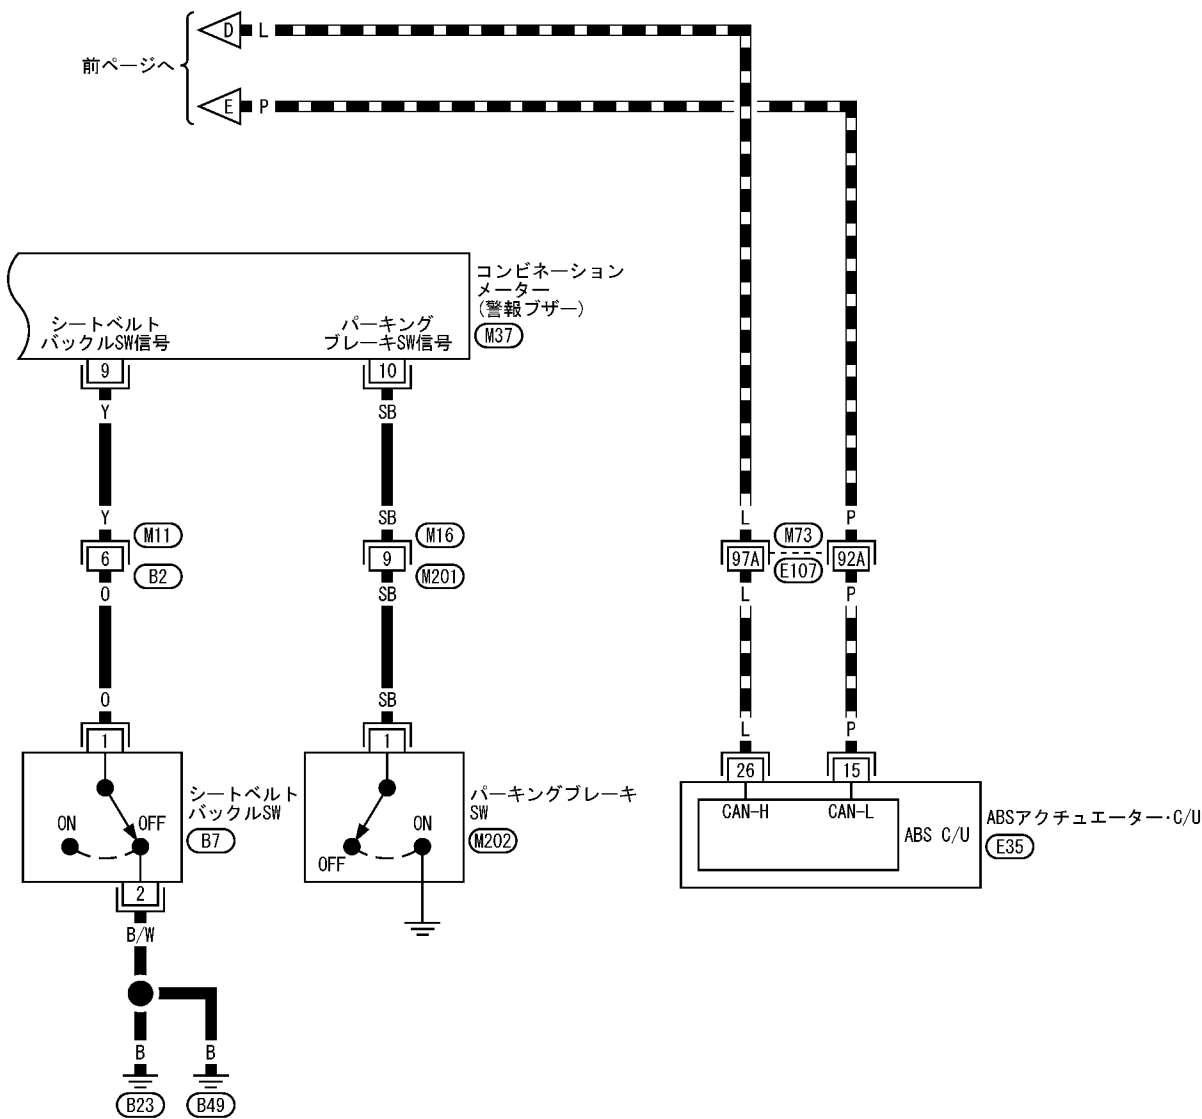 D L
前ページへ
E P
コンビネーション
メーター
(警報ブザー)
M37
シートベルト
バックルSW信号
パーキング
ブレーキSW信号
9
10
Y
SB
Y
SB
L
P
M11
M16
M73
6
9
97A
92A
B2
M201
E107
O
SB
L
P
O
SB
L
P
1
1
26
15
シートベルト
バックルSW
B7
ON
OFF
パーキングブレーキ
SW
M202
ON
OFF
CAN-H
CAN-L
ABS C/U
ABSアクチュエーター・C/U
E35
2
B/W
B
B
B23
B49